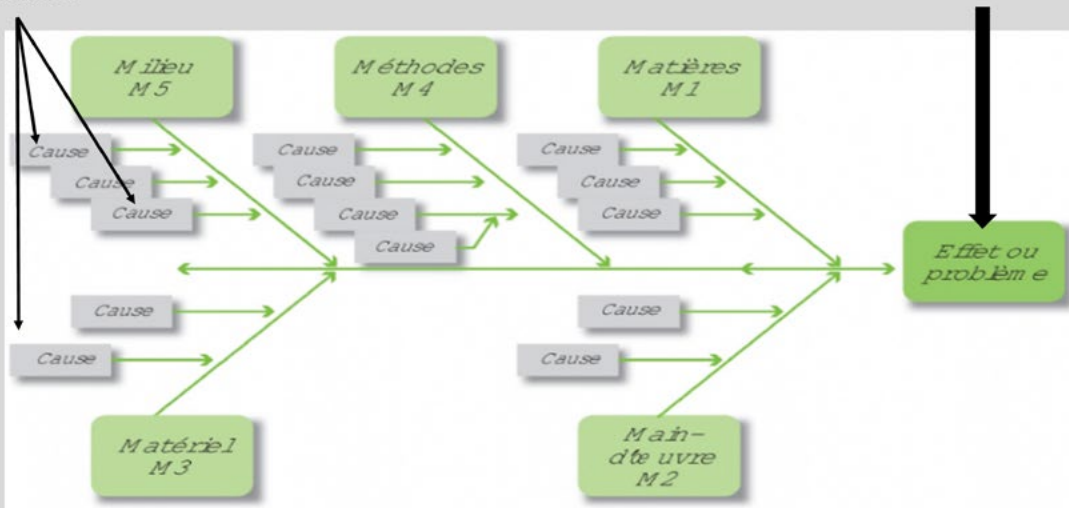 Milieu
M5
Méthodes
M4
Matières
M1
Cause
Cause
Cause
Cause
Cause
Cause
Cause
Cause
Cause
Cause
Effet ou
problème
Cause
Cause
Cause
Cause
Matériel
M3
Main-
d'œuvre
M2